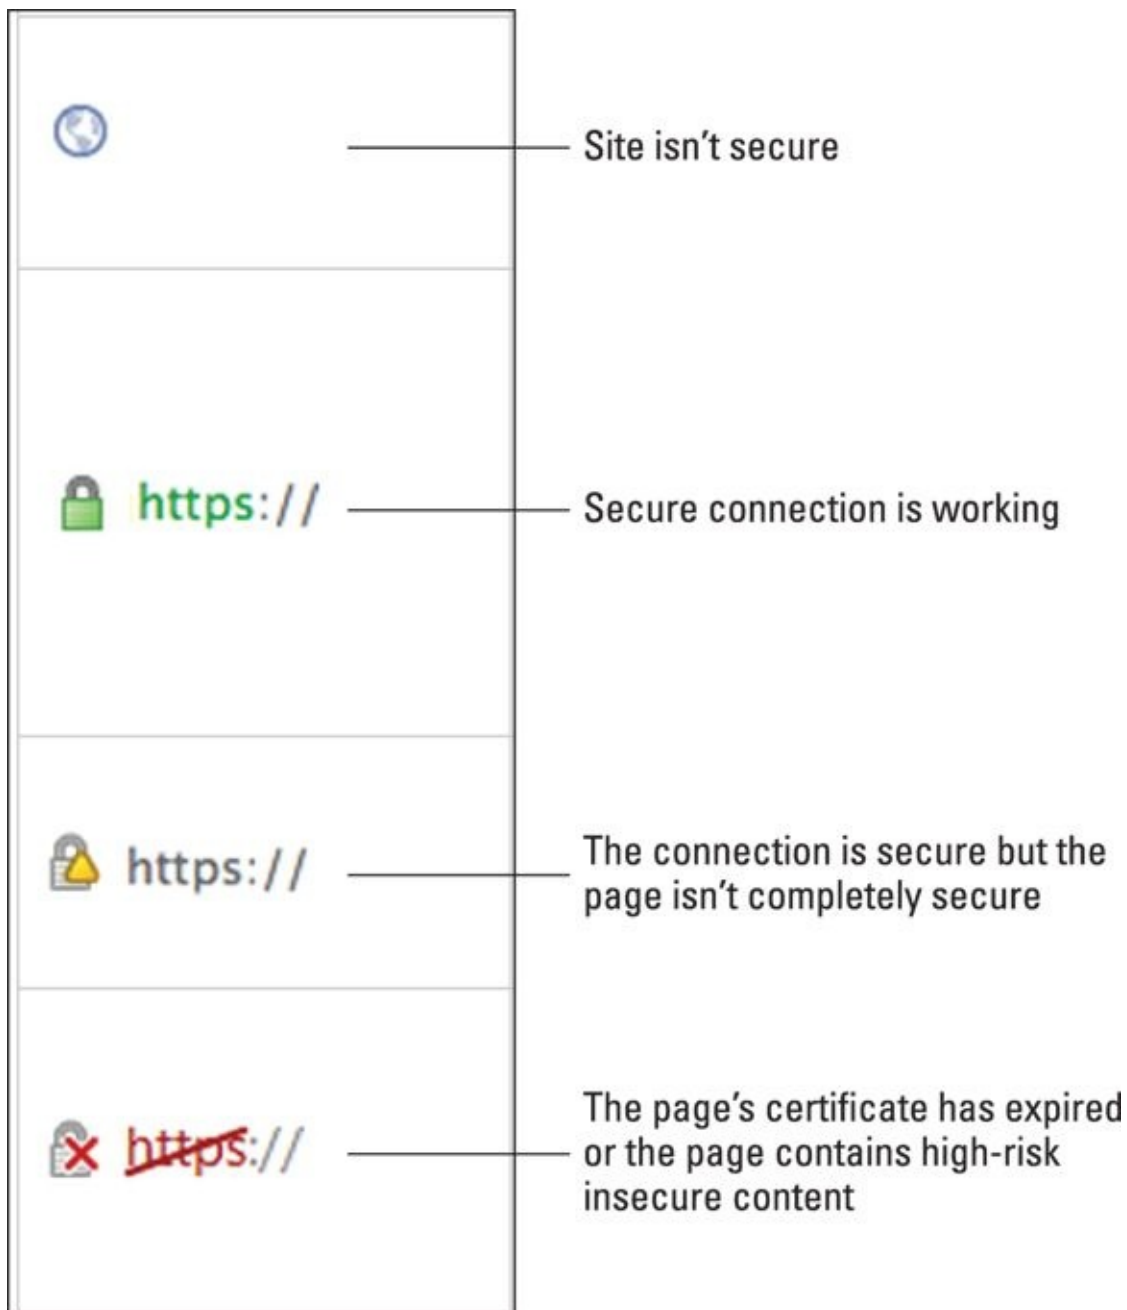 Site isn't secure
https://
Secure connection is working
https://
The connection is secure but the
page isn't completely secure
https://
The page's certificate has expired
or the page contains high-risk
insecure content